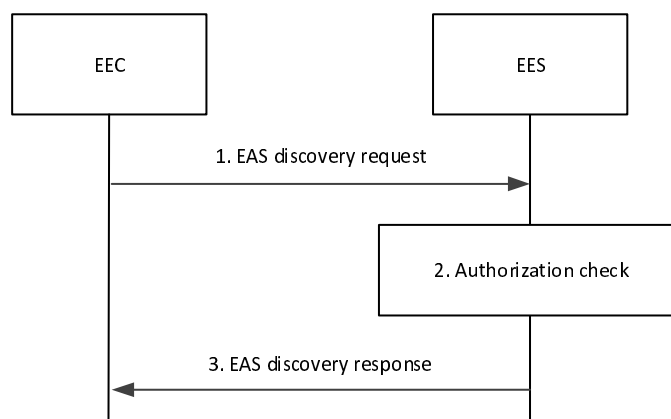 EEC
EES
1. EAS discovery request
2. Authorization check
3. EAS discovery response